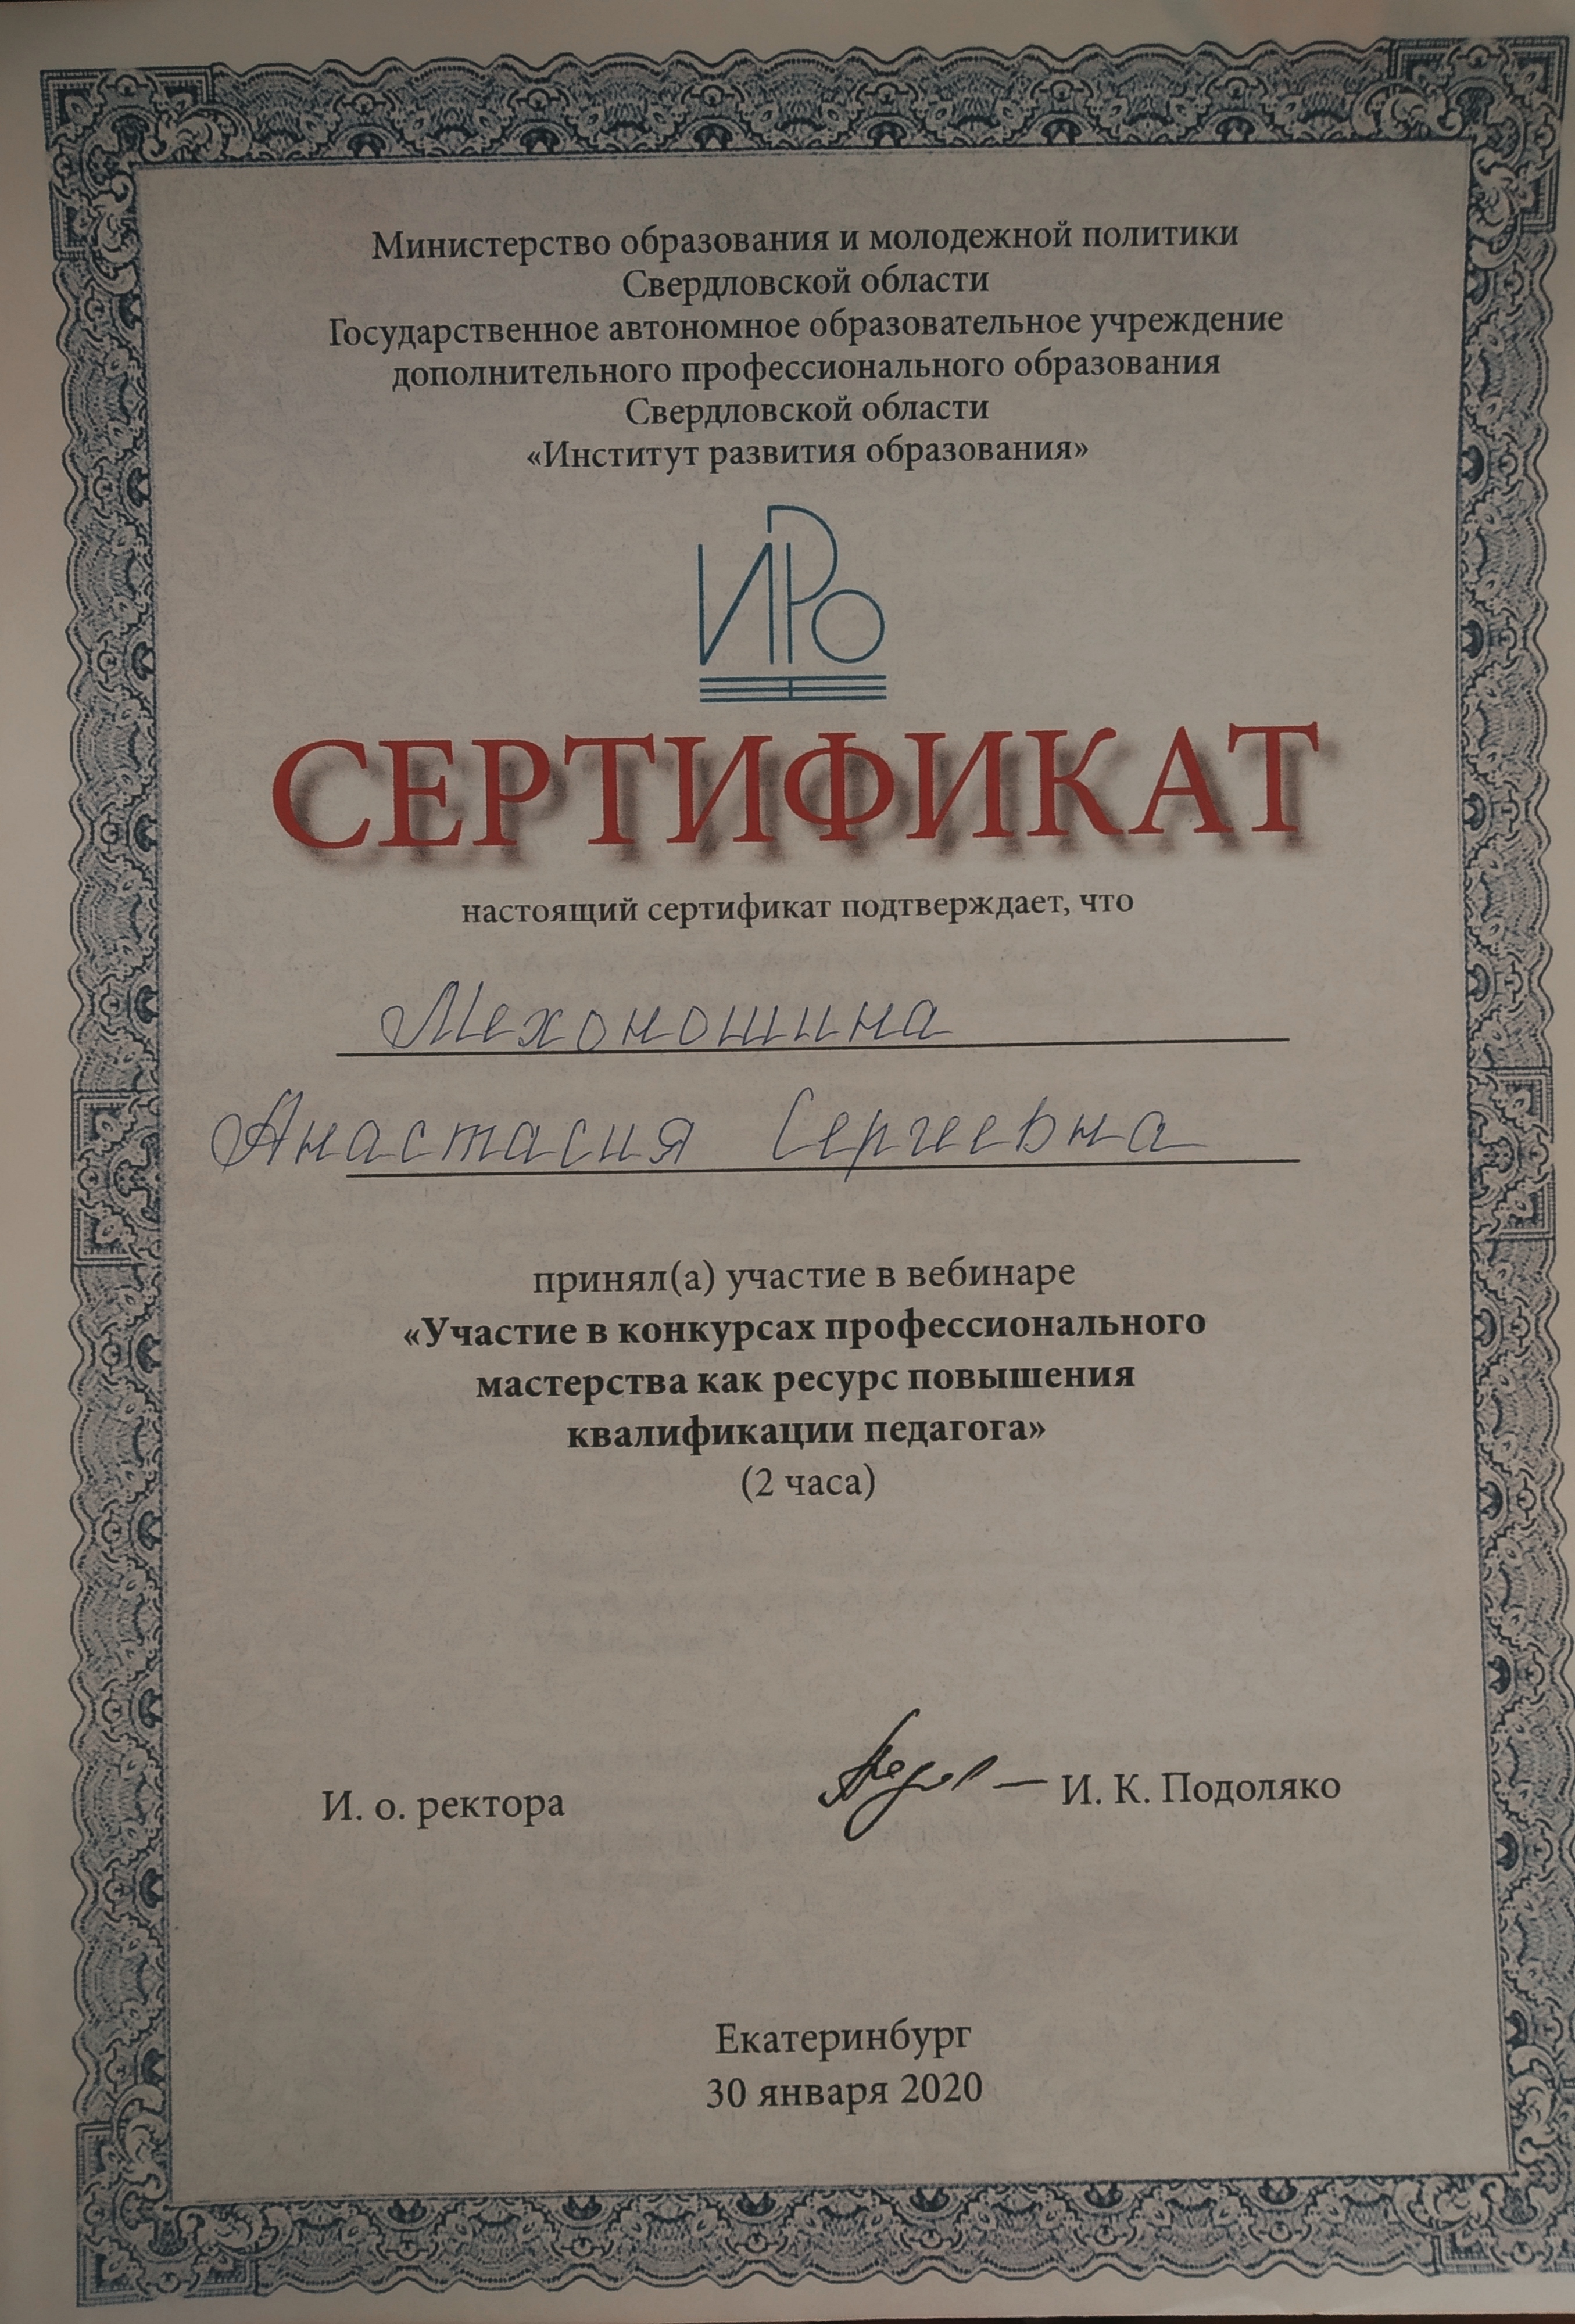 Министерство образования и молодежной политики
Свердловской области
Государственное автономное образовательное учреждение
дополнительного профессионального образования
Свердловской области
«Институт развития образования»
ИРО
СЕРТИФИКАТ
настоящий сертификат подтверждает, что
Мехоношина
Анастасия Сергеевна
принял(а) участие в вебинаре
«Участие в конкурсах профессионального
мастерства как ресурс повышения
квалификации педагога»
(2 часа)
И. о. ректора И. К. Подоляко
Екатеринбург
30 января 2020